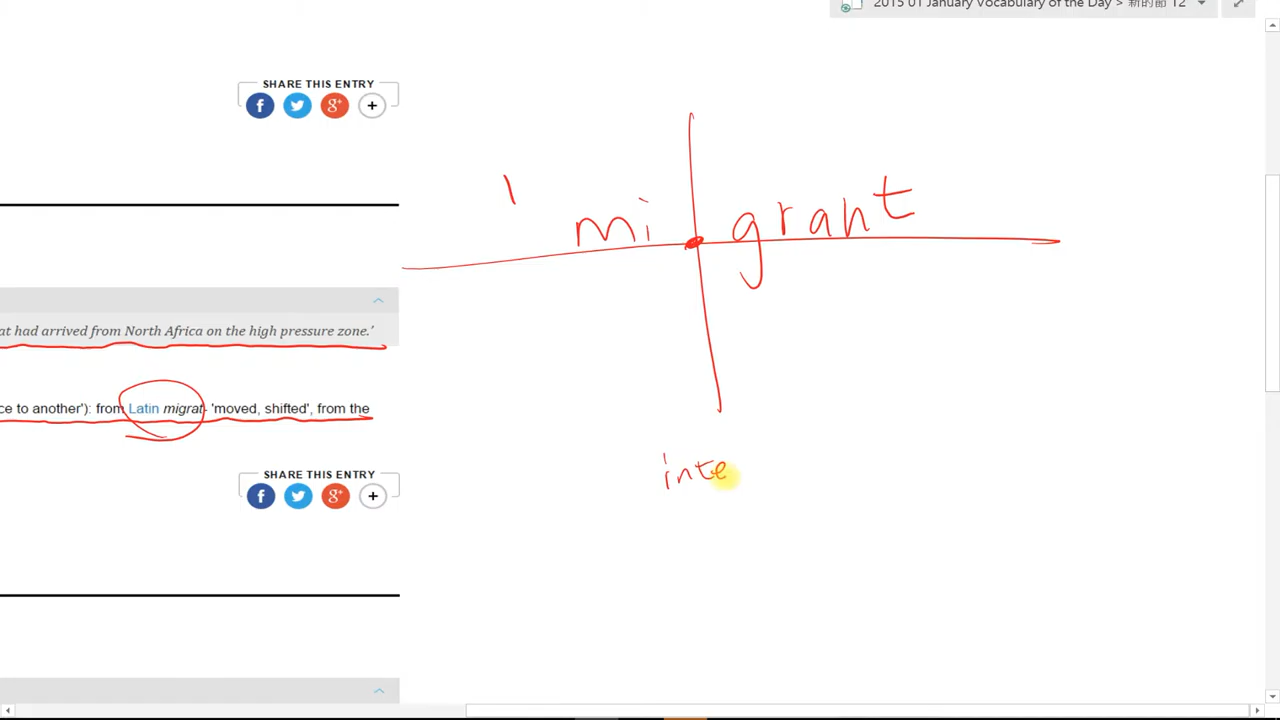 2015 01 January Vocabulary of the Day > 新的節 12
SHARE THIS ENTRY
f
g+
+
' mi grant
at had arrived from North Africa on the high pressure zone.'
ce to another'): from Latin migrat- 'moved, shifted', from the
inte
SHARE THIS ENTRY
f
g+
+